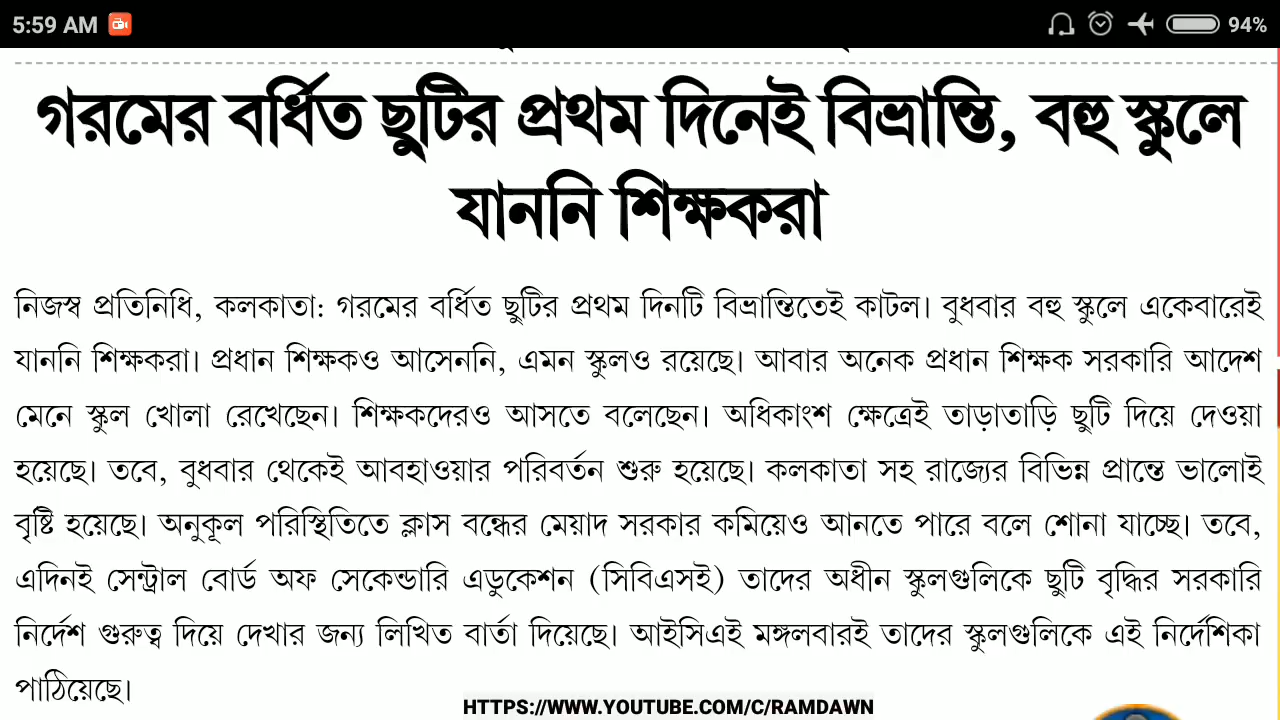 5:59 AM
94%
গরমের বর্ধিত ছুটির প্রথম দিনেই বিভ্রান্তি, বহু স্কুলে
যাননি শিক্ষকরা
নিজস্ব প্রতিনিধি, কলকাতা: গরমের বর্ধিত ছুটির প্রথম দিনটি বিভ্রান্তিতেই কাটল। বুধবার বহু স্কুলে একেবারেই
যাননি শিক্ষকরা। প্রধান শিক্ষকও আসেননি, এমন স্কুলও রয়েছে। আবার অনেক প্রধান শিক্ষক সরকারি আদেশ
মেনে স্কুল খোলা রেখেছেন। শিক্ষকদেরও আসতে বলেছেন। অধিকাংশ ক্ষেত্রেই তাড়াতাড়ি ছুটি দিয়ে দেওয়া
হয়েছে। তবে, বুধবার থেকেই আবহাওয়ার পরিবর্তন শুরু হয়েছে। কলকাতা সহ রাজ্যের বিভিন্ন প্রান্তে ভালোই
বৃষ্টি হয়েছে। অনুকূল পরিস্থিতিতে ক্লাস বন্ধের মেয়াদ সরকার কমিয়েও আনতে পারে বলে শোনা যাচ্ছে। তবে,
এদিনই সেন্ট্রাল বোর্ড অফ সেকেন্ডারি এডুকেশন (সিবিএসই) তাদের অধীন স্কুলগুলিকে ছুটি বৃদ্ধির সরকারি
নির্দেশ গুরুত্ব দিয়ে দেখার জন্য লিখিত বার্তা দিয়েছে। আইসিএই মঙ্গলবারই তাদের স্কুলগুলিকে এই নির্দেশিকা
পাঠিয়েছে।
HTTPS://WWW.YOUTUBE.COM/C/RAMDAWN